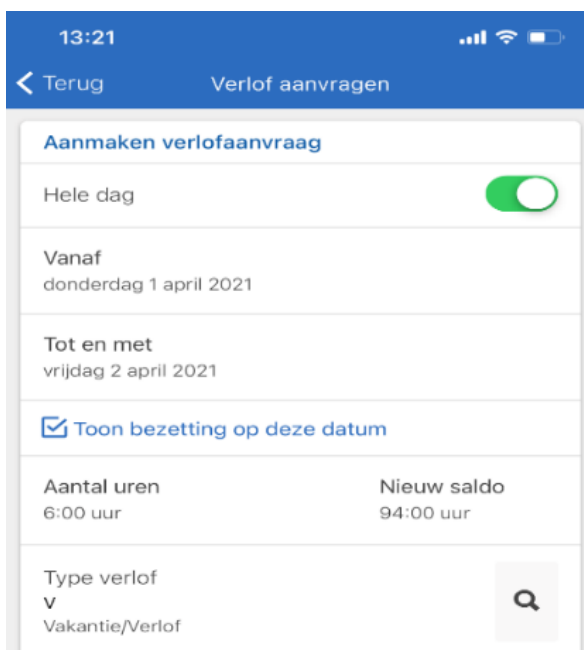 13:21
Terug Verlof aanvragen
Aanmaken verlofaanvraag
Hele dag
Vanaf
donderdag 1 april 2021
Tot en met
vrijdag 2 april 2021
Toon bezetting op deze datum
Aantal uren Nieuw saldo
6:00 uur 94:00 uur
Type verlof
V
Vakantie/Verlof